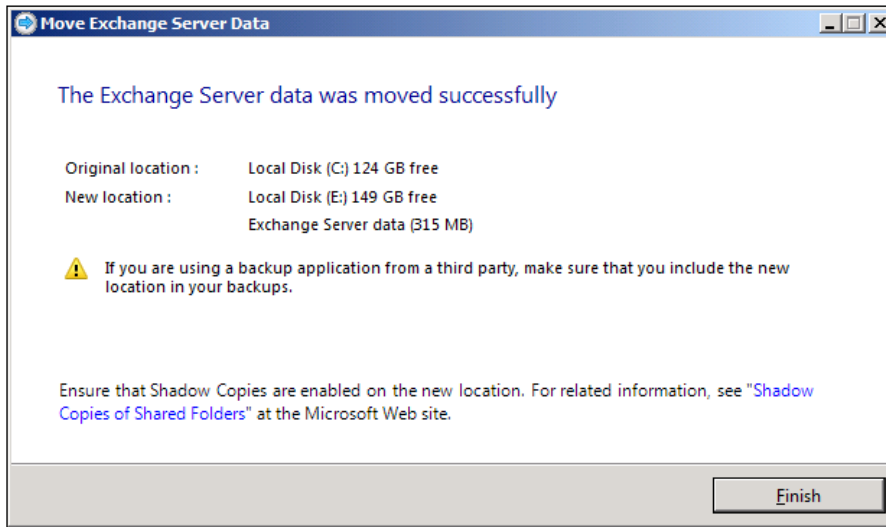 Move Exchange Server Data
The Exchange Server data was moved successfully
Original location : Local Disk (C:) 124 GB free
New location : Local Disk (E:) 149 GB free
Exchange Server data (315 MB)
If you are using a backup application from a third party, make sure that you include the new
location in your backups.
Ensure that Shadow Copies are enabled on the new location. For related information, see "Shadow
Copies of Shared Folders" at the Microsoft Web site.
Finish